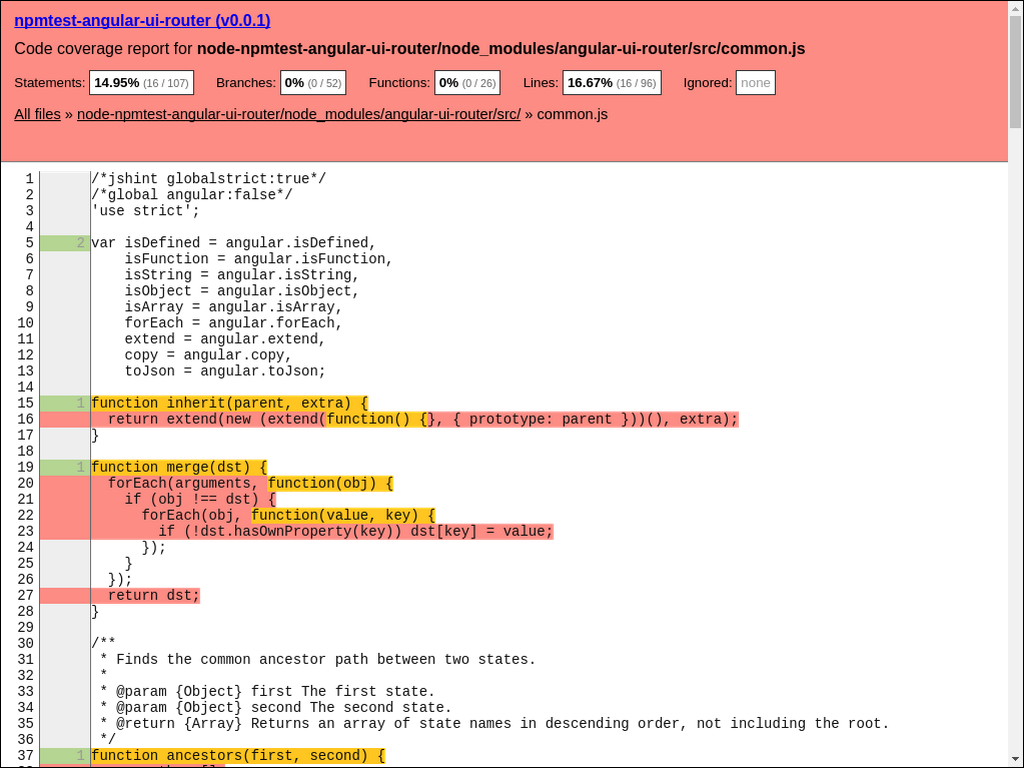 npmtest-angular-ui-router (v0.0.1)
Code coverage report for node-npmtest-angular-ui-router/node_modules/angular-ui-router/src/common.js
Statements: 14.95% (16 / 107) Branches: 0% (0 / 52) Functions: 0% (0 / 26) Lines: 16.67% (16 / 96) Ignored: none
All files » node-npmtest-angular-ui-router/node_modules/angular-ui-router/src/ » common.js
1 /*jshint globalstrict:true*/
2 /*global angular:false*/
3 'use strict';
4
5 2 var isDefined = angular.isDefined,
6     isFunction = angular.isFunction,
7     isString = angular.isString,
8     isObject = angular.isObject,
9     isArray = angular.isArray,
10     forEach = angular.forEach,
11     extend = angular.extend,
12     copy = angular.copy,
13     toJson = angular.toJson;
14
15 1 function inherit(parent, extra) {
16   return extend(new (extend(function() {}, { prototype: parent }))(), extra);
17 }
18
19 1 function merge(dst) {
20   forEach(arguments, function(obj) {
21     if (obj !== dst) {
22       forEach(obj, function(value, key) {
23         if (!dst.hasOwnProperty(key)) dst[key] = value;
24       });
25     }
26   });
27   return dst;
28 }
29
30 /**
31  * Finds the common ancestor path between two states.
32  *
33  * @param {Object} first The first state.
34  * @param {Object} second The second state.
35  * @return {Array} Returns an array of state names in descending order, not including the root.
36  */
37 1 function ancestors(first, second) {